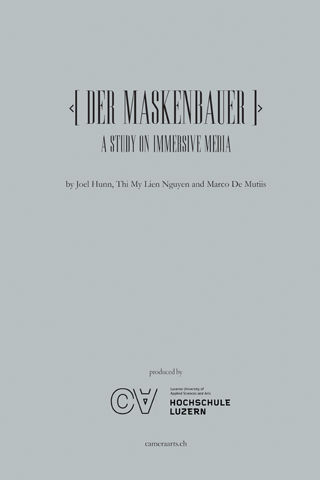 ‹[ DER MASKENBAUER ]›
A STUDY ON IMMERSIVE MEDIA
by Joel Hunn, Thi My Lien Nguyen and Marco De Mutiis
produced by
CA
Lucerne University of
Applied Sciences and Arts
HOCHSCHULE
LUZERN
cameraarts.ch